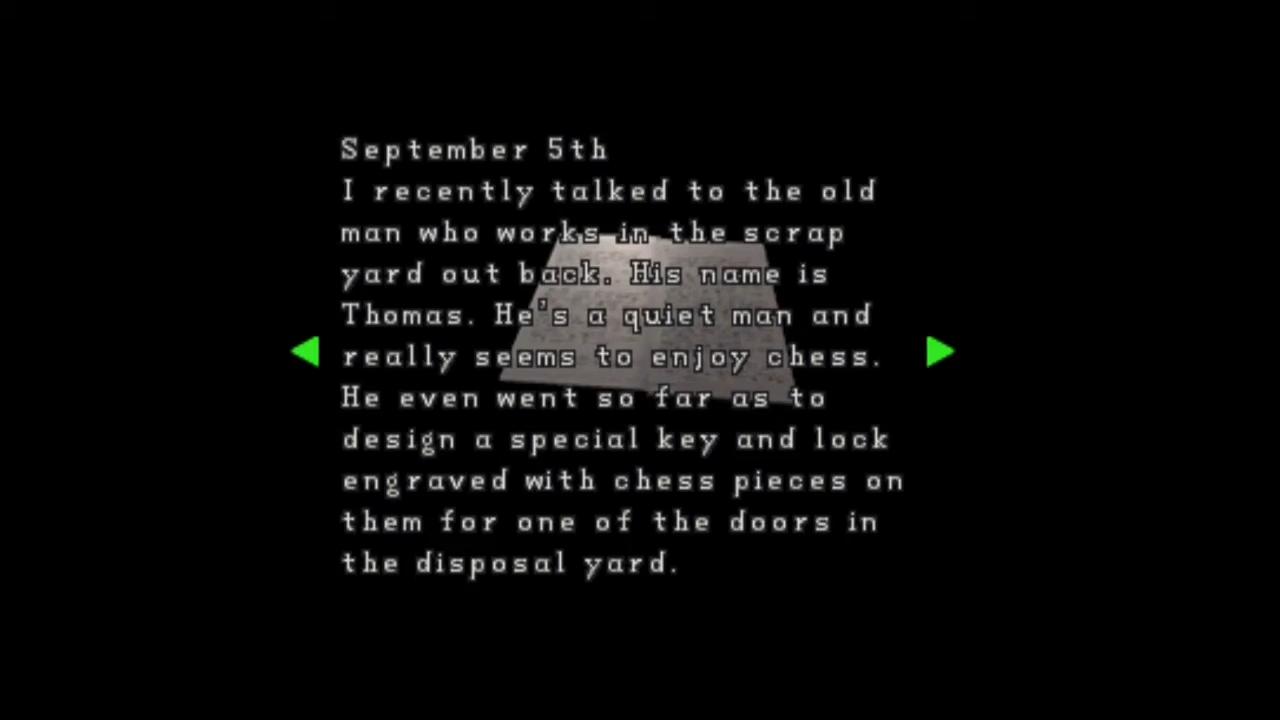 September 5th
I recently talked to the old
man who works in the scrap
yard out back. His name is
Thomas. He's a quiet man and
really seems to enjoy chess.
He even went so far as to
design a special key and lock
engraved with chess pieces on
them for one of the doors in
the disposal yard.